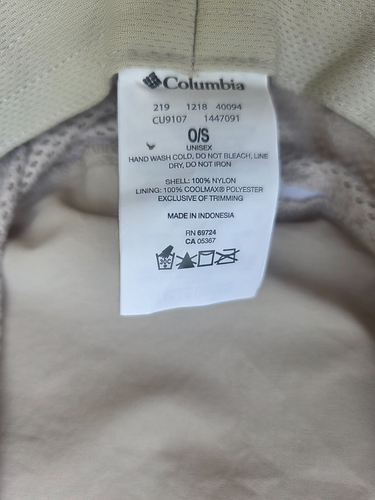 Columbia
219 1218 40094
CU9107 1447091
O/S
UNISEX
HAND WASH COLD, DO NOT BLEACH, LINE
DRY, DO NOT IRON
SHELL: 100% NYLON
LINING: 100% COOLMAX® POLYESTER
EXCLUSIVE OF TRIMMING
MADE IN INDONESIA
RN 69724
CA 05367